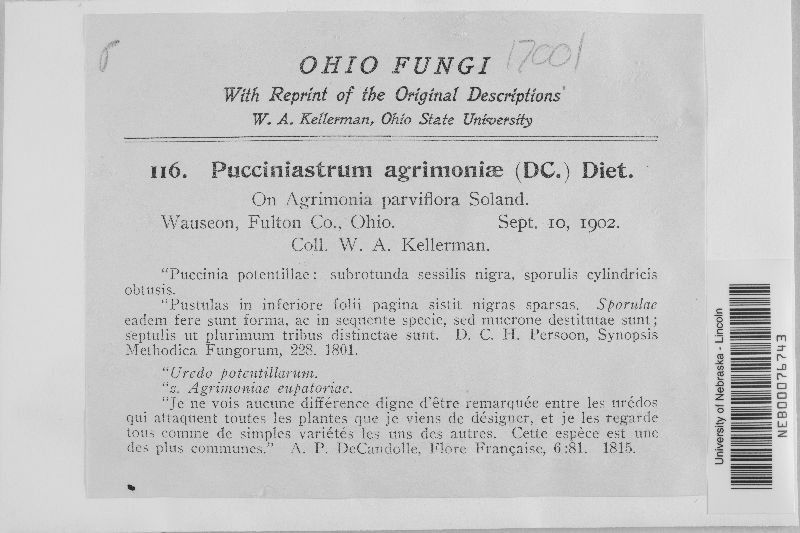 17001
OHIO FUNGI
With Reprint of the Original Descriptions
W. A. Kellerman, Ohio State University
116. Pucciniastrum agrimoniæ (DC.) Diet.
On Agrimonia parviflora Soland.
Wauseon, Fulton Co., Ohio. Sept. 10, 1902.
Coll. W. A. Kellerman.
"Puccinia potentillae: subrotunda sessilis nigra, sporulis cylindricis
obtusis.
"Pustulas in inferiore folii pagina sistit nigras sparsas. Sporulae
eadem fere sunt forma, ac in sequente specie, sed mucrone destitutae sunt;
septulis ut plurimum tribus distinctae sunt. D. C. H. Persoon, Synopsis
Methodica Fungorum, 228. 1801.
"Uredo potentillarum.
"z. Agrimoniae eupatoriae.
"Je ne vois aucune différence digne d'être remarquée entre les urédos
qui attaquent toutes les plantes que je viens de désigner, et je les regarde
tous comme de simples variétés les uns des autres. Cette espèce est une
des plus communes." A. P. DeCandolle, Flore Française, 6:81. 1815.
University of Nebraska - Lincoln
NEB00076743